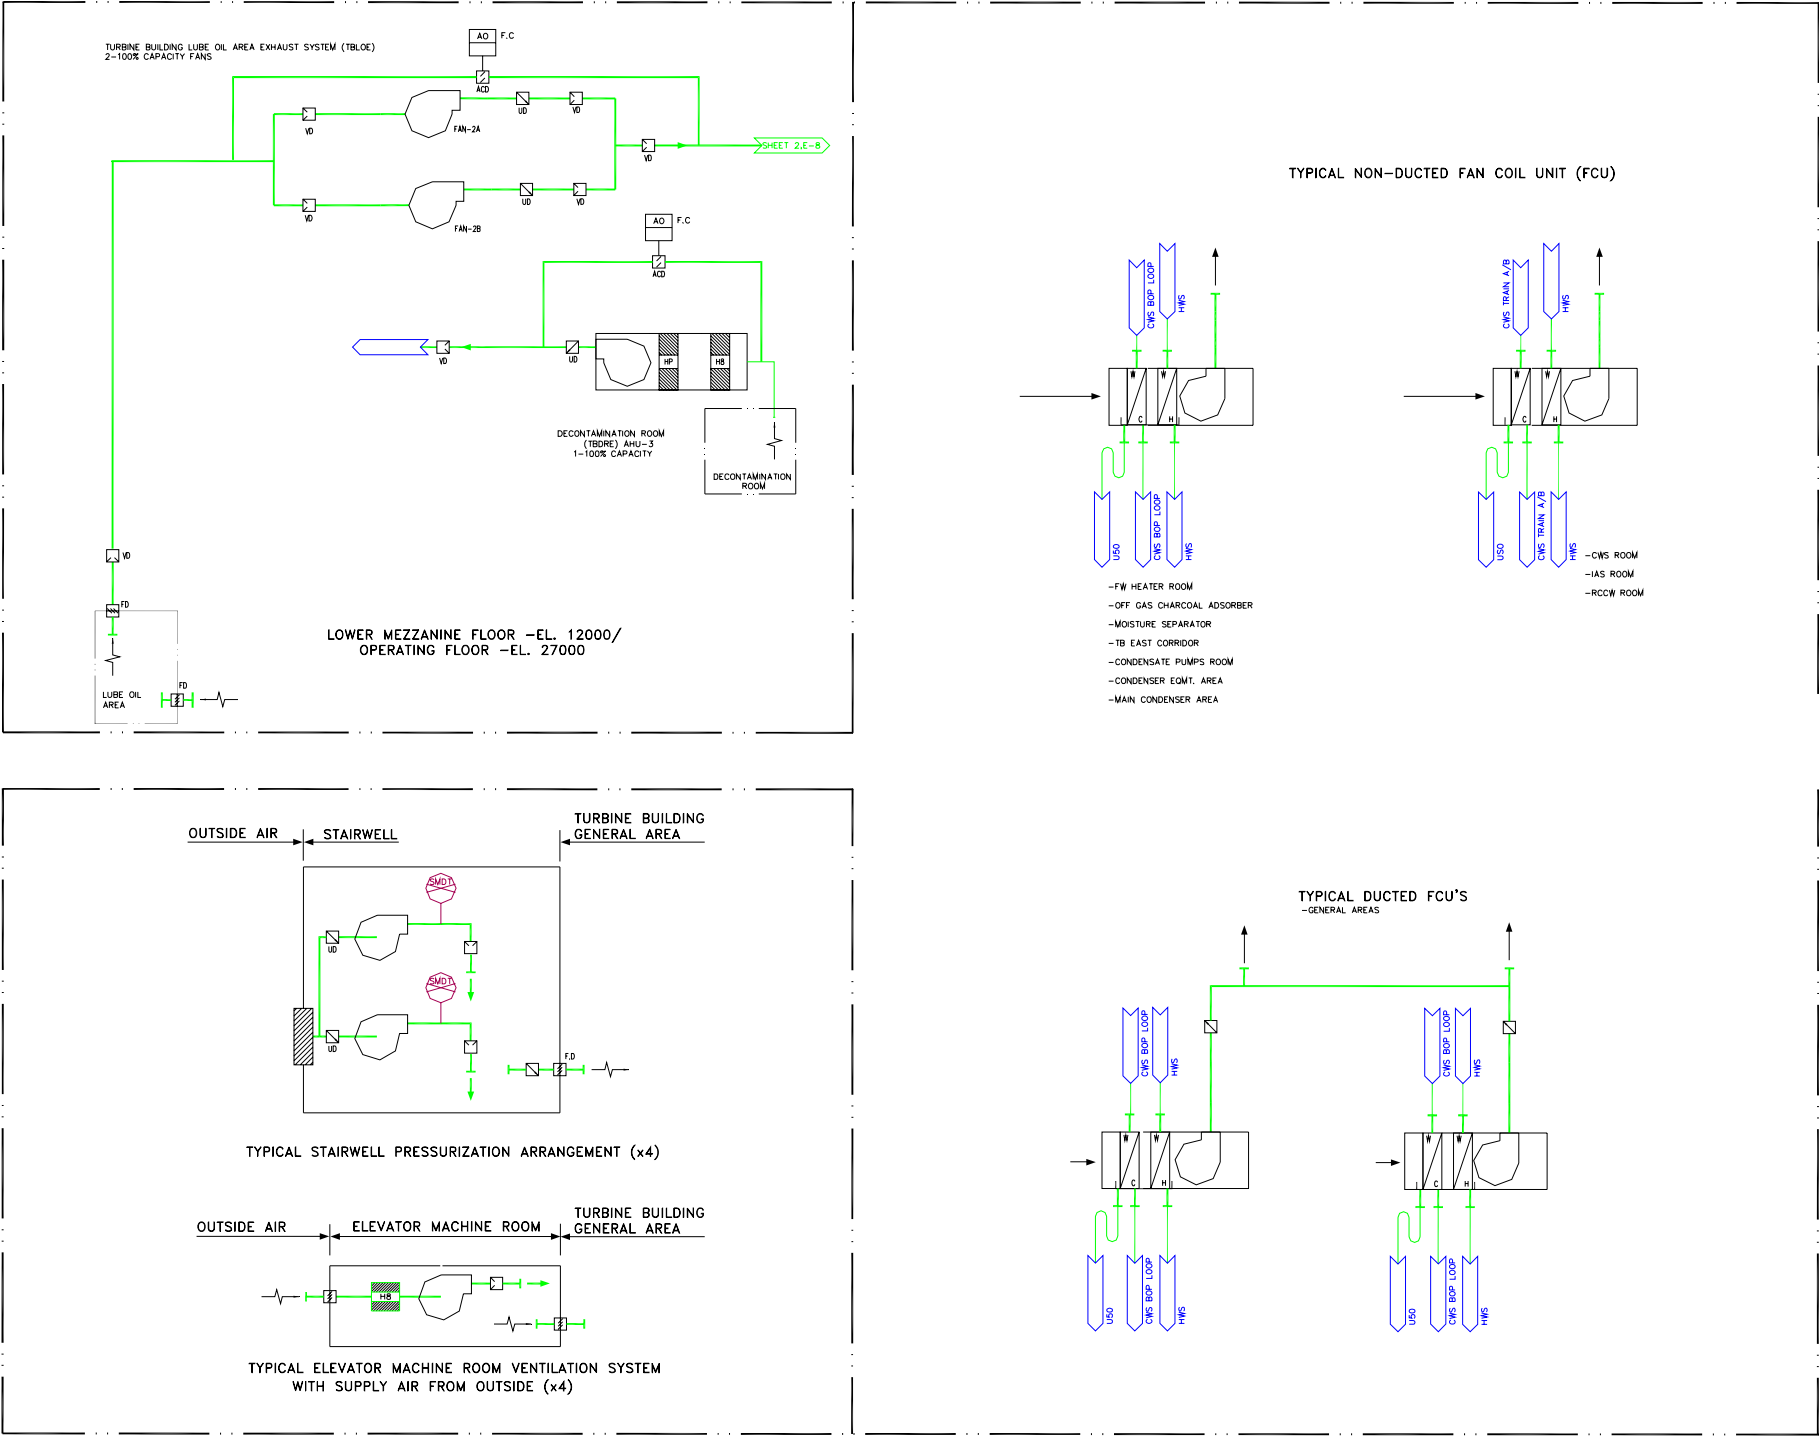 TURBINE BUILDING LUBE OIL AREA EXHAUST SYSTEM (TBLOE)
2-100% CAPACITY FANS
AO F.C
ACD
VD
FAN-2A
UD
VD
VD
SHEET 2.E-8
VD
FAN-2B
UD
VD
AO F.C
ACD
VD
UD
HP
H8
DECONTAMINATION ROOM
(TBDRE) AHU-3
1-100% CAPACITY
DECONTAMINATION
ROOM
VD
FD
LUBE OIL
AREA
FD
LOWER MEZZANINE FLOOR -EL. 12000/
OPERATING FLOOR -EL. 27000
TYPICAL NON-DUCTED FAN COIL UNIT (FCU)
CWS BOP LOOP
HWS
W
C
H
U50
CWS BOP LOOP
HWS
-FW HEATER ROOM
-OFF GAS CHARCOAL ADSORBER
-MOISTURE SEPARATOR
-TB EAST CORRIDOR
-CONDENSATE PUMPS ROOM
-CONDENSER EQMT. AREA
-MAIN CONDENSER AREA
CWS TRAIN A/B
HWS
W
C
H
U50
CWS TRAIN A/B
HWS
-CWS ROOM
-IAS ROOM
-RCCW ROOM
OUTSIDE AIR
STAIRWELL
TURBINE BUILDING
GENERAL AREA
SMDT
UD
SMDT
UD
F.D
TYPICAL STAIRWELL PRESSURIZATION ARRANGEMENT (x4)
OUTSIDE AIR
ELEVATOR MACHINE ROOM
TURBINE BUILDING
GENERAL AREA
H8
TYPICAL ELEVATOR MACHINE ROOM VENTILATION SYSTEM
WITH SUPPLY AIR FROM OUTSIDE (x4)
TYPICAL DUCTED FCU'S
-GENERAL AREAS
CWS BOP LOOP
HWS
W
C
H
U50
CWS BOP LOOP
HWS
CWS BOP LOOP
HWS
W
W
C
H
U50
CWS BOP LOOP
HWS